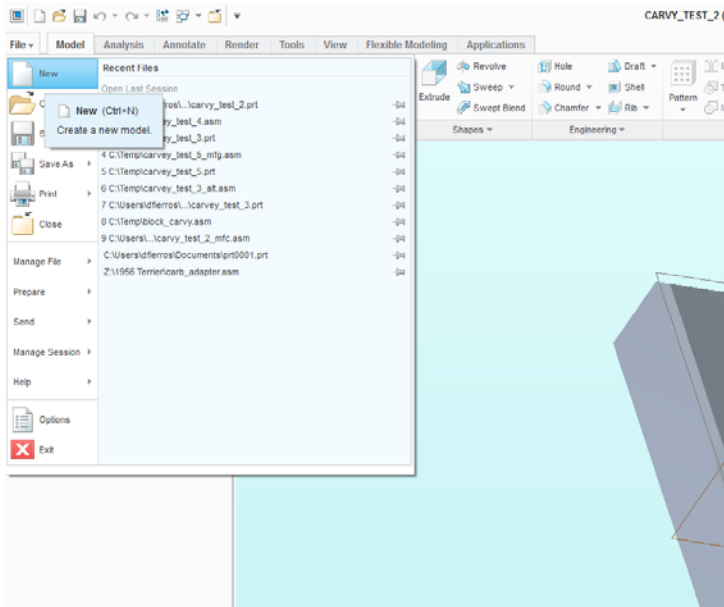 CARVY_TEST_2
File Model Analysis Annotate Render Tools View Flexible Modeling Applications
New
Recent Files
Open Last Session
New (Ctrl+N)
Create a new model.
ros\...\carvy_test_2.prt
ey_test_4.asm
ey_test_3.prt
4 C:\Temp\carvey_test_5_mfg.asm
5 C:\Temp\carvey_test_5.prt
6 C:\Temp\carvey_test_3_alt.asm
7 C:\Users\dfierros\...\carvey_test_3.prt
8 C:\Temp\block_carvy.asm
9 C:\Users\...\carvy_test_2_mfc.asm
C:\Users\dfierros\Documents\prt0001.prt
Z:\1956 Terrier\carb_adapter.asm
Save As
Print
Close
Manage File
Prepare
Send
Manage Session
Help
Options
Exit
Extrude
Revolve
Sweep
Swept Blend
Shapes
Hole
Round
Chamfer
Draft
Shell
Rib
Engineering
Pattern